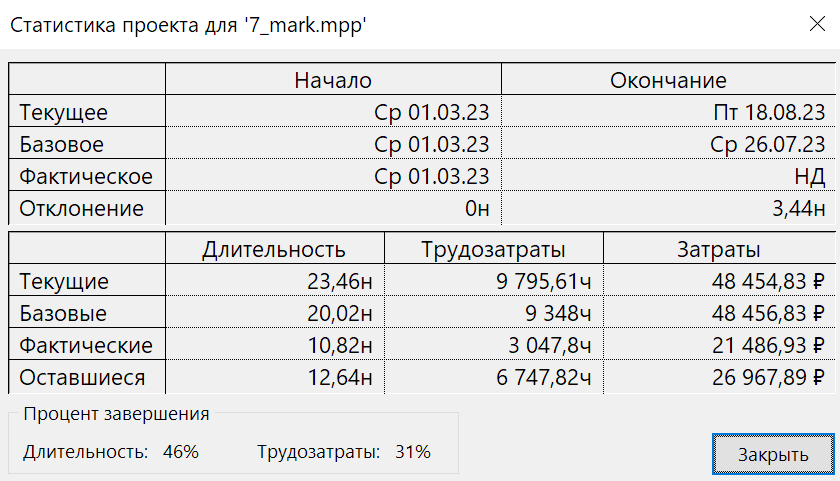 Статистика проекта для '7_mark.mpp'
Начало Окончание
Текущее Ср 01.03.23 Пт 18.08.23
Базовое Ср 01.03.23 Ср 26.07.23
Фактическое Ср 01.03.23 НД
Отклонение 0н 3,44н
Длительность Трудозатраты Затраты
Текущие 23,46н 9 795,61ч 48 454,83 ₽
Базовые 20,02н 9 348ч 48 456,83 ₽
Фактические 10,82н 3 047,8ч 21 486,93 ₽
Оставшиеся 12,64н 6 747,82ч 26 967,89 ₽
Процент завершения
Длительность: 46% Трудозатраты: 31%
Закрыть